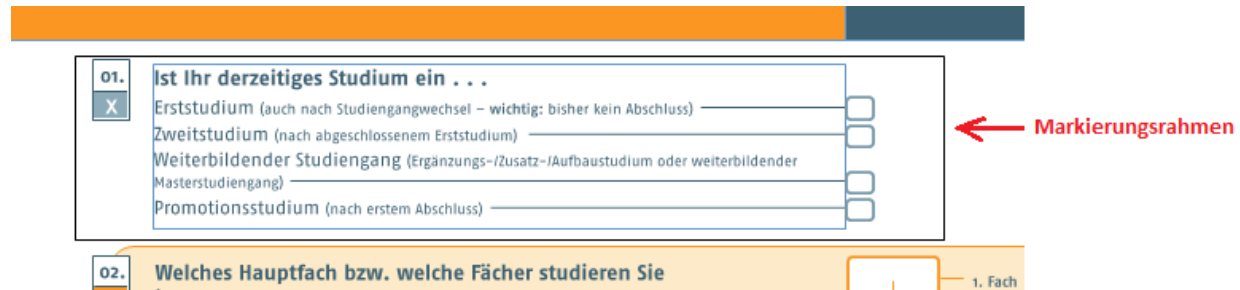 01.
X
Ist Ihr derzeitiges Studium ein . . .
Erststudium (auch nach Studiengangwechsel – wichtig: bisher kein Abschluss)
Zweitstudium (nach abgeschlossenem Erststudium)
Weiterbildender Studiengang (Ergänzungs-/Zusatz-/Aufbaustudium oder weiterbildender
Masterstudiengang)
Promotionsstudium (nach erstem Abschluss)
Markierungsrahmen
02.
Welches Hauptfach bzw. welche Fächer studieren Sie
1. Fach